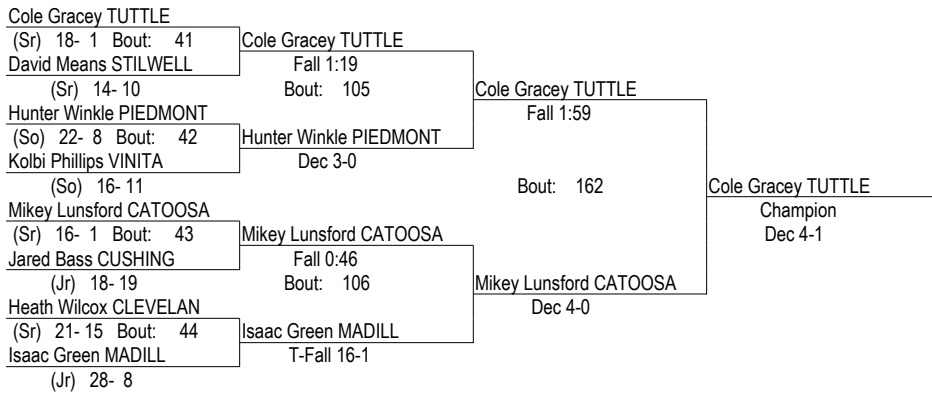 Cole Gracey TUTTLE
(Sr) 18- 1 Bout: 41
Cole Gracey TUTTLE
David Means STILWELL
Fall 1:19
(Sr) 14- 10
Bout: 105
Cole Gracey TUTTLE
Hunter Winkle PIEDMONT
Fall 1:59
(So) 22- 8 Bout: 42
Hunter Winkle PIEDMONT
Kolbi Phillips VINITA
Dec 3-0
(So) 16- 11
Bout: 162
Cole Gracey TUTTLE
Mikey Lunsford CATOOSA
Champion
(Sr) 16- 1 Bout: 43
Mikey Lunsford CATOOSA
Dec 4-1
Jared Bass CUSHING
Fall 0:46
(Jr) 18- 19
Bout: 106
Mikey Lunsford CATOOSA
Heath Wilcox CLEVELAN
Dec 4-0
(Sr) 21- 15 Bout: 44
Isaac Green MADILL
Isaac Green MADILL
T-Fall 16-1
(Jr) 28- 8